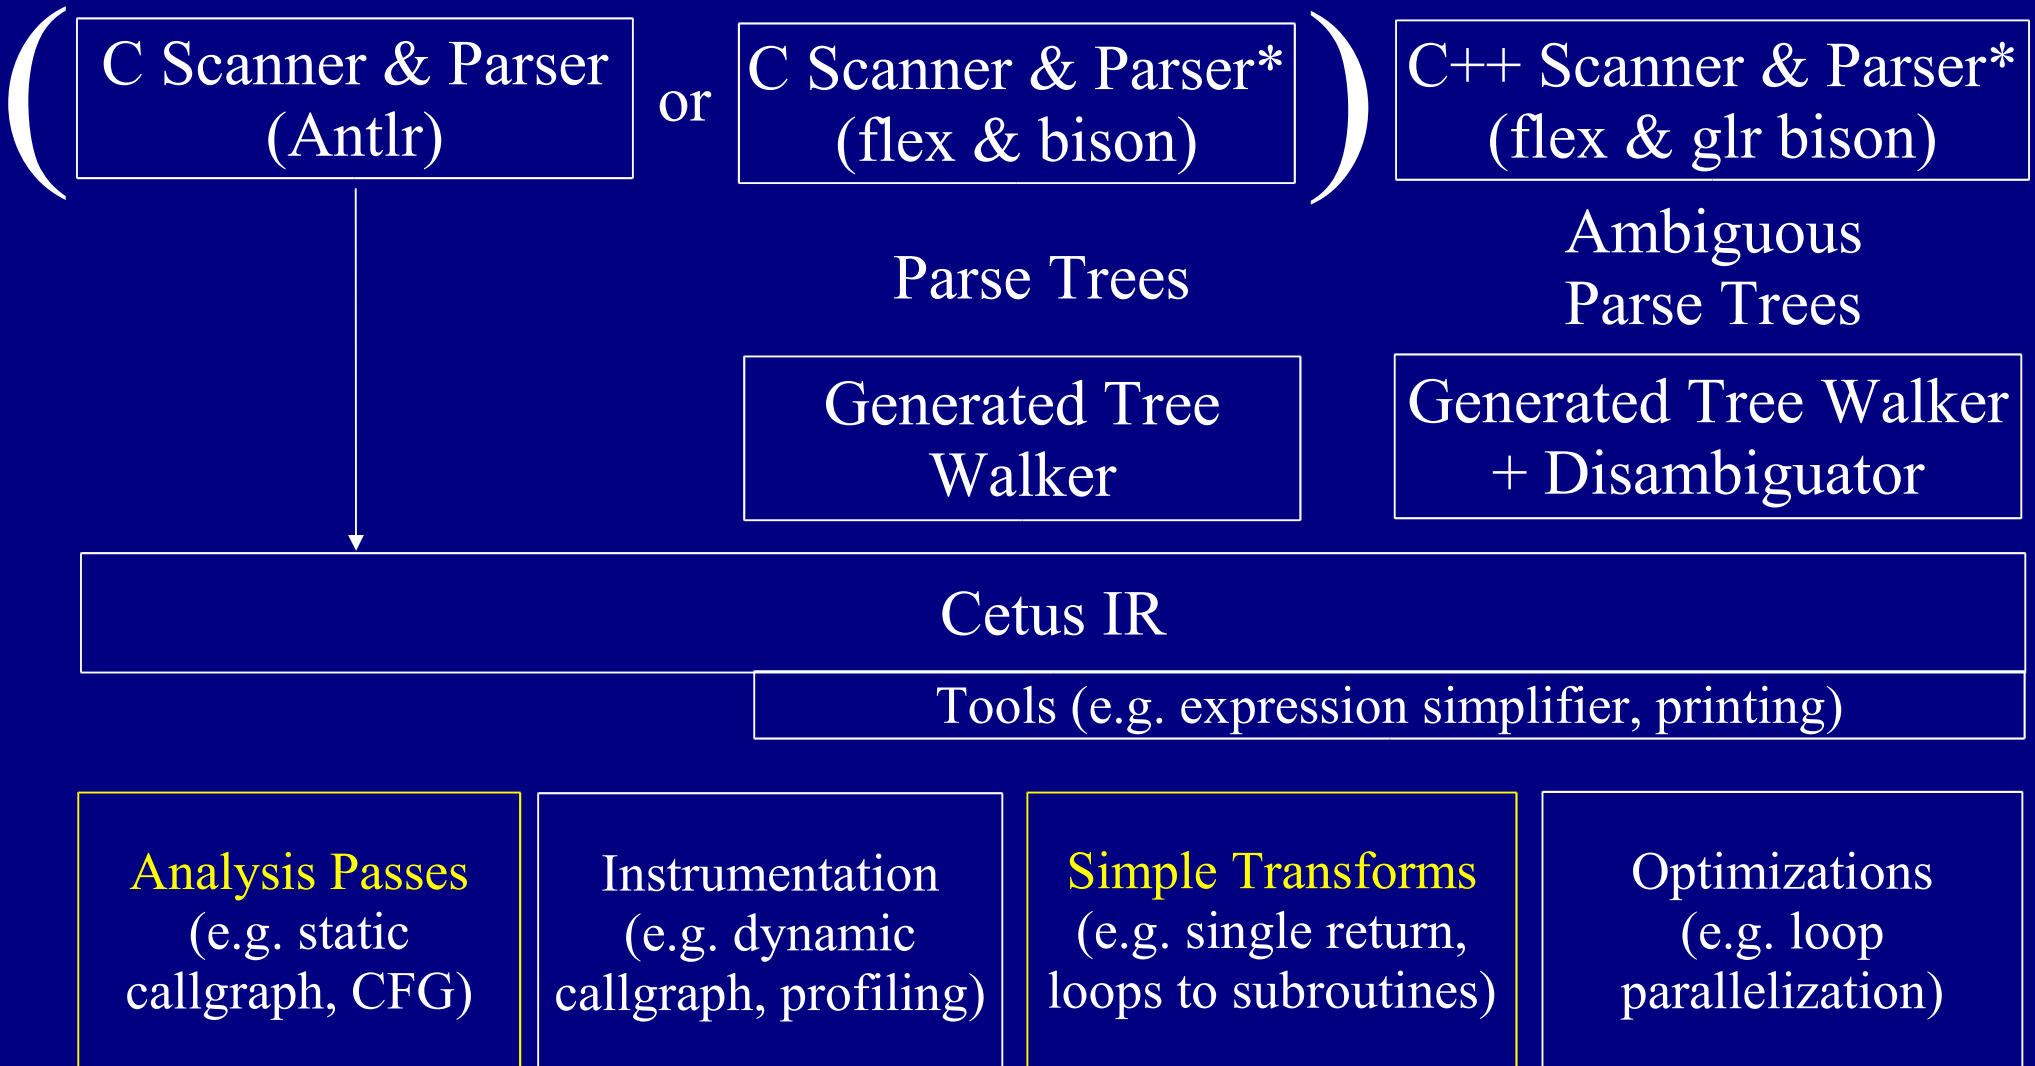 (
C Scanner & Parser
(Antlr)
or
C Scanner & Parser*
(flex & bison)
)
C++ Scanner & Parser*
(flex & glr bison)
Parse Trees
Ambiguous
Parse Trees
Generated Tree
Walker
Generated Tree Walker
+ Disambiguator
Cetus IR
Tools (e.g. expression simplifier, printing)
Analysis Passes
(e.g. static
callgraph, CFG)
Instrumentation
(e.g. dynamic
callgraph, profiling)
Simple Transforms
(e.g. single return,
loops to subroutines)
Optimizations
(e.g. loop
parallelization)